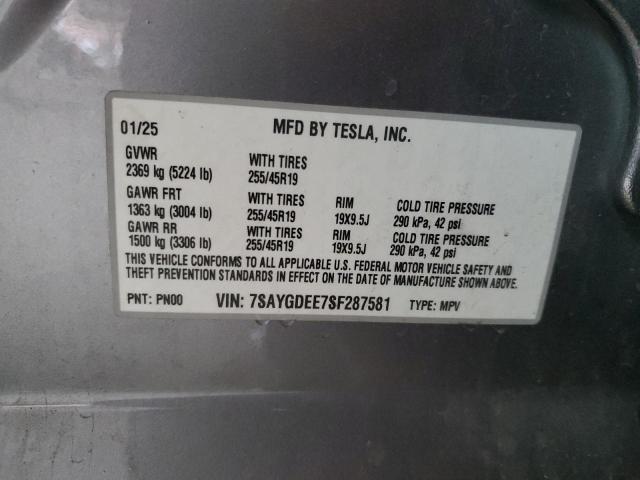 01/25 MFD BY TESLA, INC.
GVWR WITH TIRES
2369 kg (5224 lb) 255/45R19
GAWR FRT WITH TIRES RIM COLD TIRE PRESSURE
1363 kg (3004 lb) 255/45R19 19X9.5J 290 kPa, 42 psi
GAWR RR WITH TIRES RIM COLD TIRE PRESSURE
1500 kg (3306 lb) 255/45R19 19X9.5J 290 kPa, 42 psi
THIS VEHICLE CONFORMS TO ALL APPLICABLE U.S. FEDERAL MOTOR VEHICLE SAFETY AND
THEFT PREVENTION STANDARDS IN EFFECT ON THE DATE OF MANUFACTURE SHOWN ABOVE.
PNT: PN00 VIN: 7SAYGDEE7SF287581 TYPE: MPV